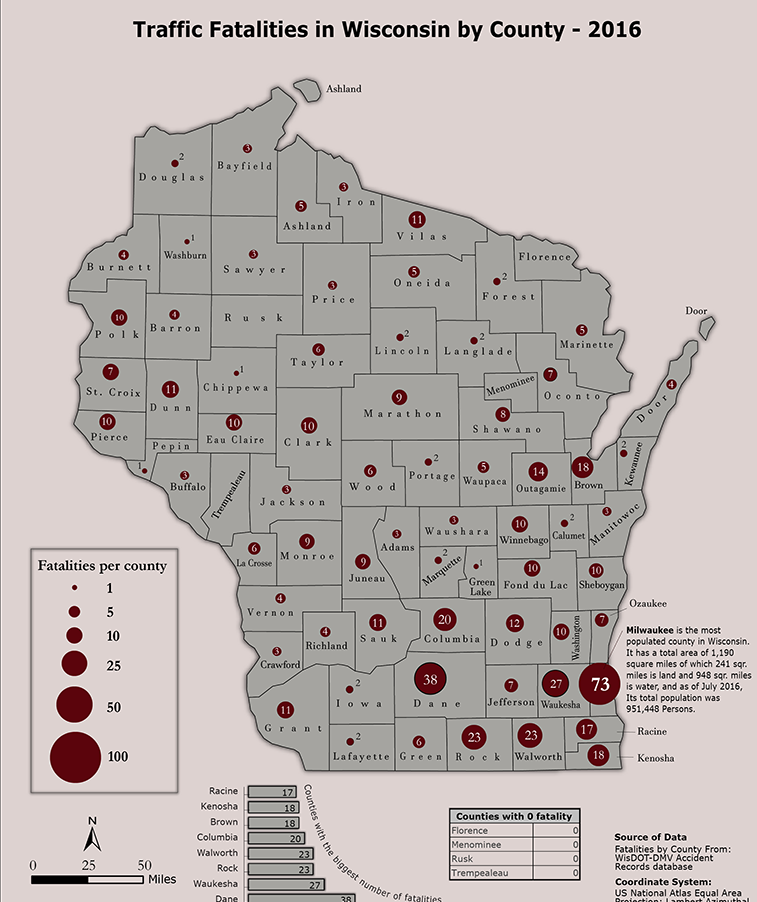 Traffic Fatalities in Wisconsin by County - 2016
Ashland
2
Douglas
3
Bayfield
3
Iron
5
Ashland
11
Vilas
4
Burnett
1
Washburn
3
Sawyer
3
Price
5
Oneida
2
Forest
Florence
Door
10
Polk
4
Barron
Rusk
6
Taylor
2
Lincoln
2
Langlade
5
Marinette
7
St. Croix
11
Dunn
1
Chippewa
9
Marathon
Menominee
7
Oconto
4
Door
10
Pierce
10
Eau Claire
10
Clark
8
Shawano
Pepin
1
3
Buffalo
Trempealeau
3
Jackson
6
Wood
2
Portage
5
Waupaca
14
Outagamie
18
Brown
2
Kewaunee
6
La Crosse
9
Monroe
9
Juneau
3
Adams
3
Waushara
10
Winnebago
2
Calumet
3
Manitowoc
2
Marquette
1
Green
Lake
10
Fond du Lac
10
Sheboygan
4
Vernon
4
Richland
11
Sauk
20
Columbia
12
Dodge
10
Washington
7
Ozaukee
3
Crawford
11
Grant
2
Iowa
38
Dane
7
Jefferson
27
Waukesha
73
2
Lafayette
6
Green
23
Rock
23
Walworth
17
Racine
18
Kenosha
Milwaukee is the most
populated county in Wisconsin.
It has a total area of 1,190
square miles of which 241 sqr.
miles is land and 948 sqr. miles
is water, and as of July 2016,
Its total population was
951,448 Persons.
Fatalities per county
1
5
10
25
50
100
N
0 25 50
Miles
Racine 17
Kenosha 18
Brown 18
Columbia 20
Walworth 23
Rock 23
Waukesha 27
Dane 38
Counties with the biggest number of fatalities
Counties with 0 fatality
Florence 0
Menominee 0
Rusk 0
Trempealeau 0
Source of Data
Fatalities by County From:
WisDOT-DMV Accident
Records database
Coordinate System:
US National Atlas Equal Area
Projection: Lambert Azimuthal